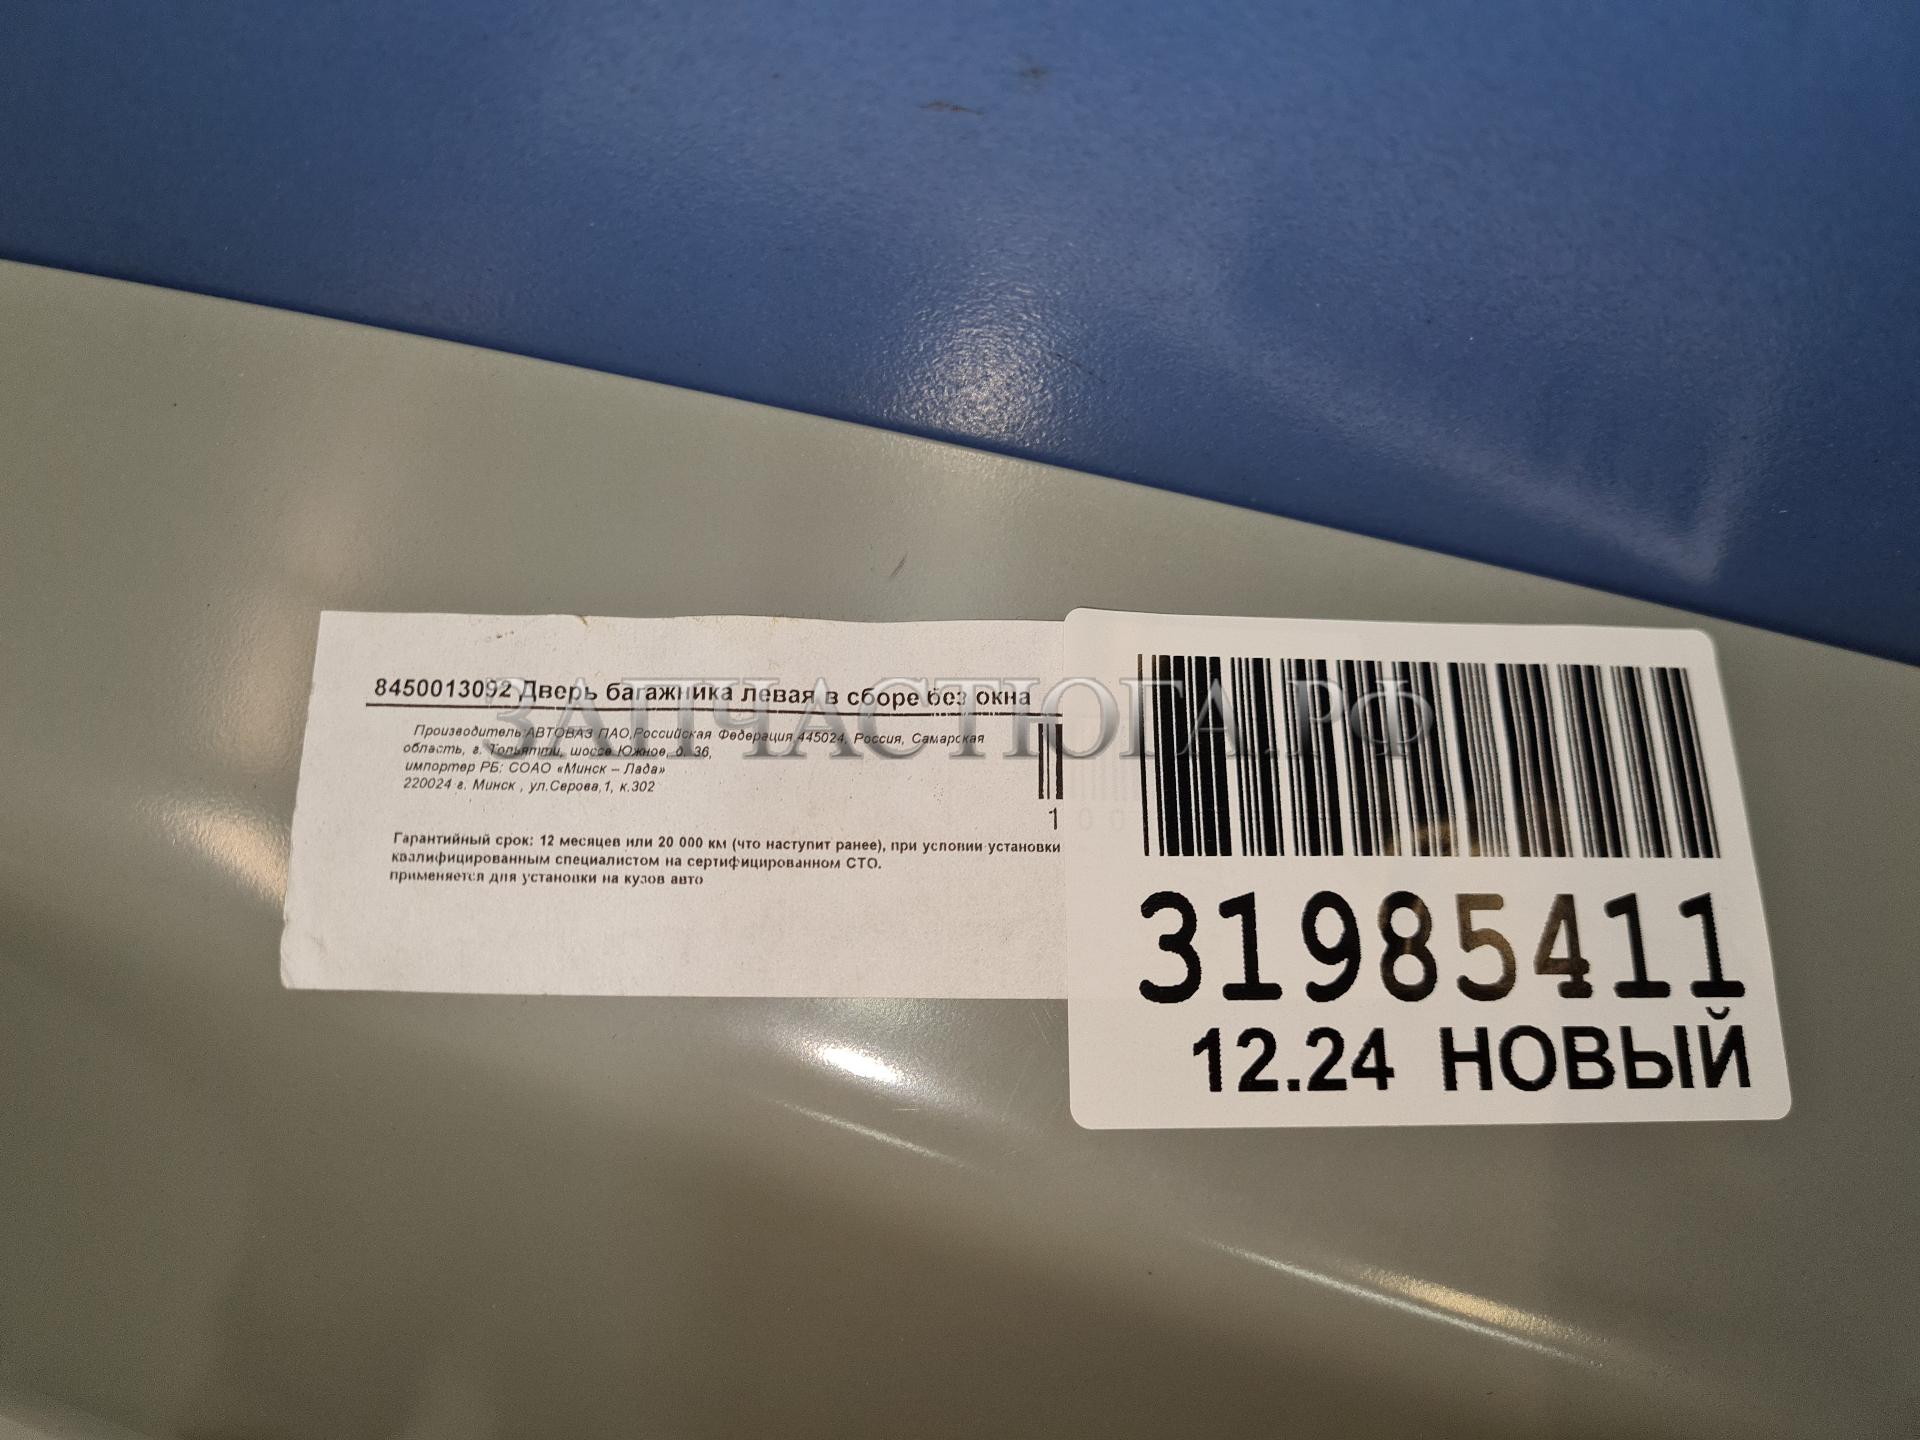 8450013092 Дверь багажника левая в сборе без окна
Производитель:АВТОВАЗ ПАО,Российская Федерация 445024, Россия, Самарская
область, г. Тольятти, шоссе Южное, д. 36,
импортер РБ: СОАО «Минск – Лада»
220024 г. Минск , ул.Серова,1, к.302
1
Гарантийный срок: 12 месяцев или 20 000 км (что наступит ранее), при условии установки
квалифицированным специалистом на сертифицированном СТО.
применяется для установки на кузов авто
ЗАПЧАСТЮГА.РФ
31985411
12.24 НОВЫЙ